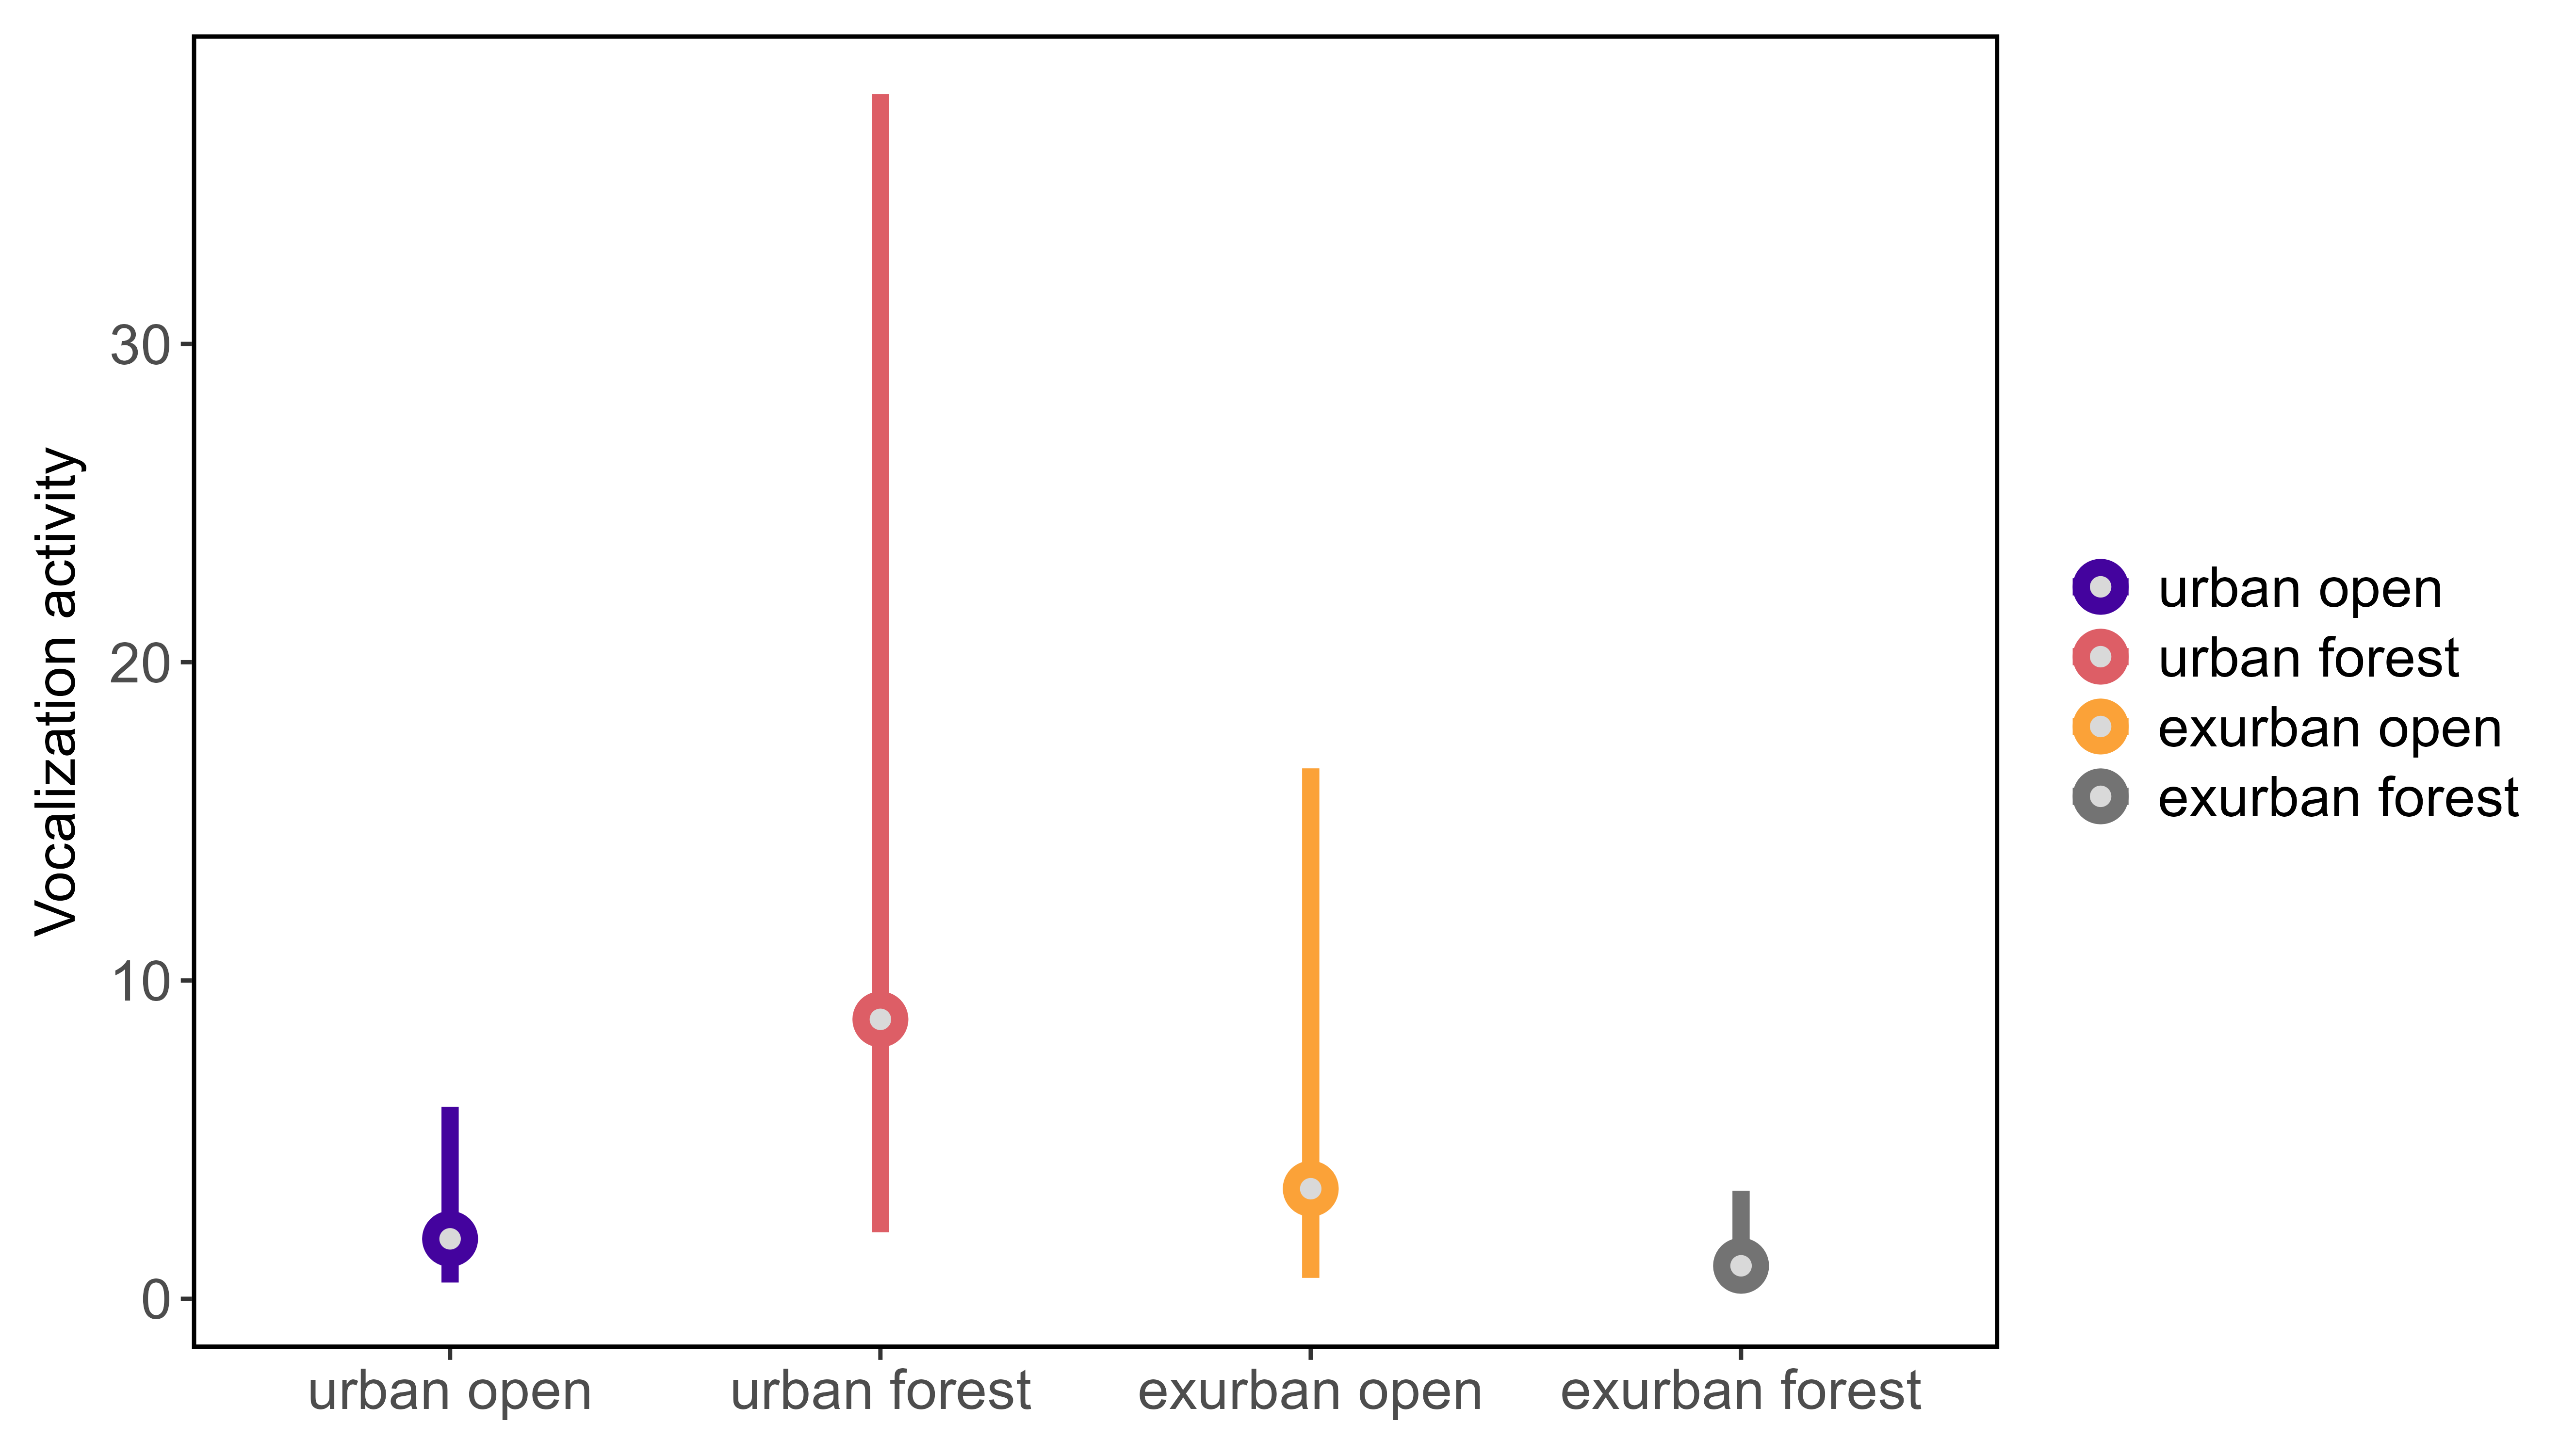 Vocalization activity
30
20
10
0
urban open
urban forest
exurban open
exurban forest
urban open
urban forest
exurban open
exurban forest